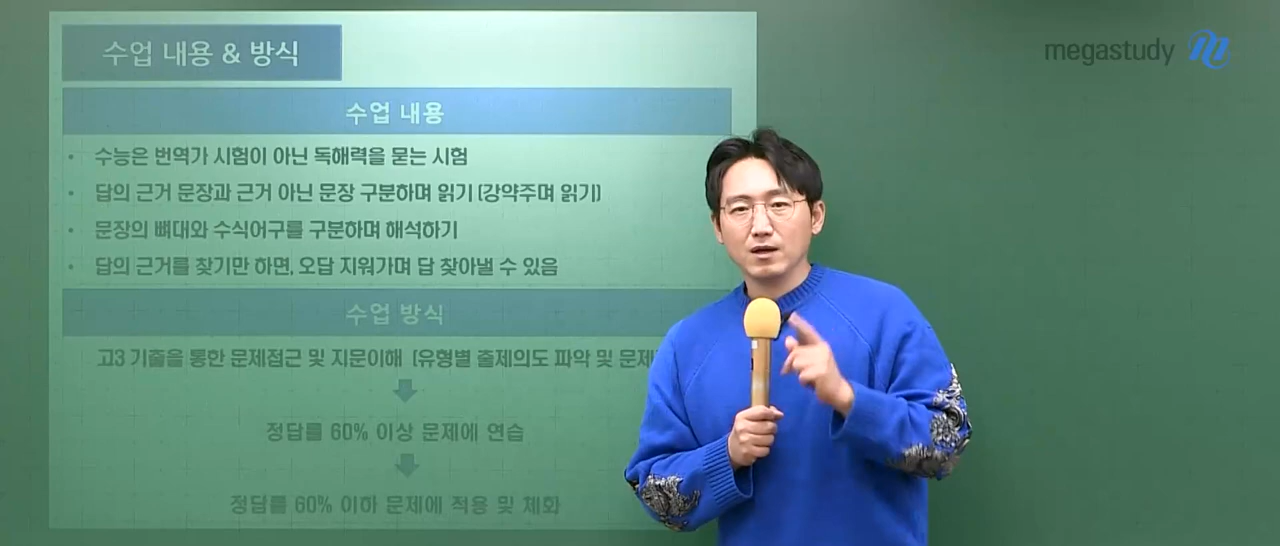 수업 내용 & 방식
megastudy
수업 내용
• 수능은 번역가 시험이 아닌 독해력을 묻는 시험
• 답의 근거 문장과 근거 아닌 문장 구분하며 읽기 (강약주며 읽기)
• 문장의 뼈대와 수식어구를 구분하며 해석하기
• 답의 근거를 찾기만 하면, 오답 지워가며 답 찾아낼 수 있음
수업 방식
고3 기출을 통한 문제접근 및 지문이해 (유형별 출제의도 파악 및 문제
정답률 60% 이상 문제에 연습
정답률 60% 이하 문제에 적용 및 체화